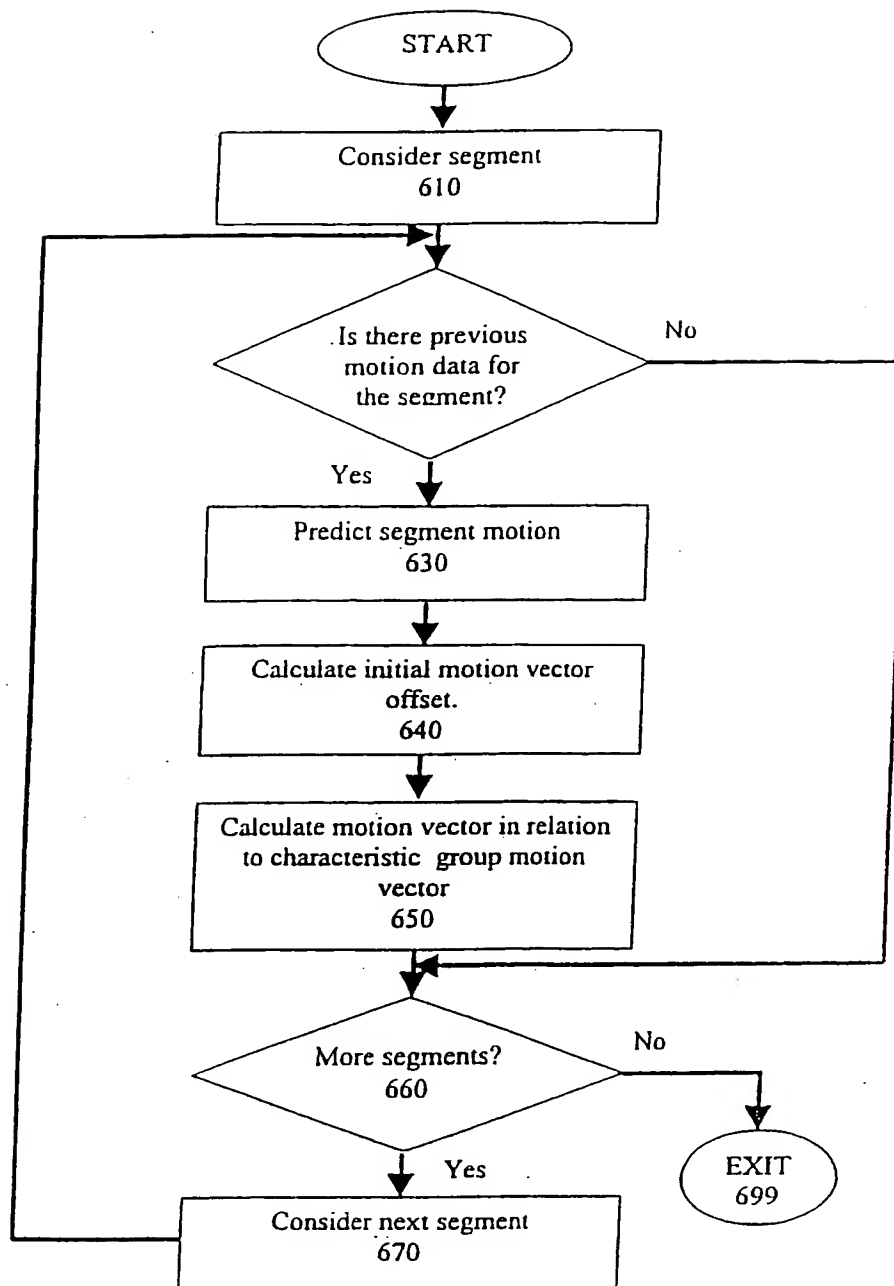 START
Consider segment
610
Is there previous
motion data for
the segment?
No
Yes
Predict segment motion
630
Calculate initial motion vector
offset.
640
Calculate motion vector in relation
to characteristic group motion
vector
650
More segments?
660
No
Yes
EXIT
699
Consider next segment
670